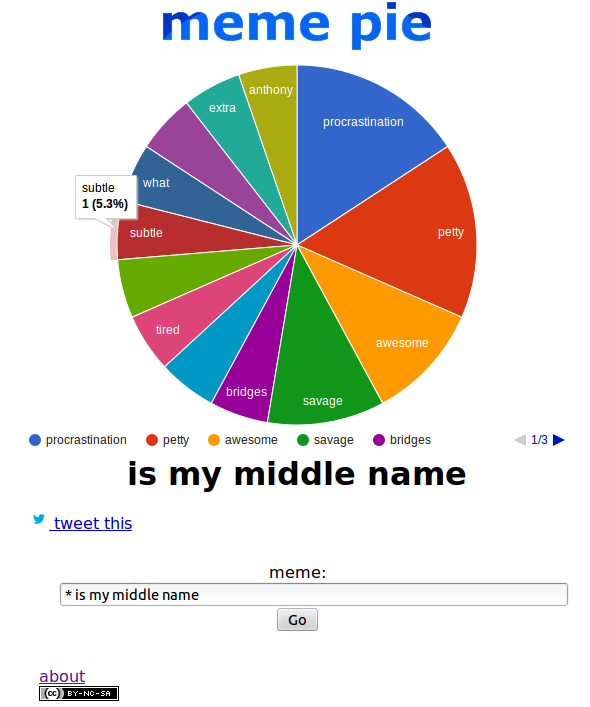 meme pie
anthony
extra
procrastination
what
subtle
1 (5.3%)
subtle
petty
tired
awesome
bridges
savage
procrastination petty awesome savage bridges 1/3
is my middle name
tweet this
meme:
* is my middle name
Go
about
cc BY-NC-SA